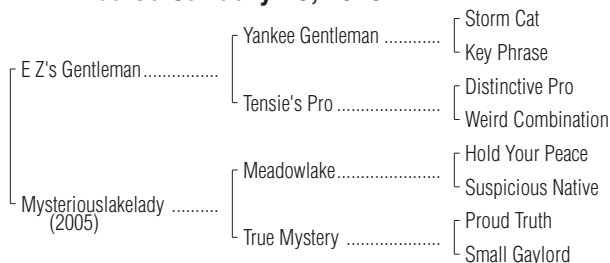 Storm Cat
Yankee Gentleman
Key Phrase
E Z's Gentleman
Distinctive Pro
Tensie's Pro
Weird Combination
Hold Your Peace
Meadowlake
Suspicious Native
Mysteriouslakelady
(2005)
Proud Truth
True Mystery
Small Gaylord